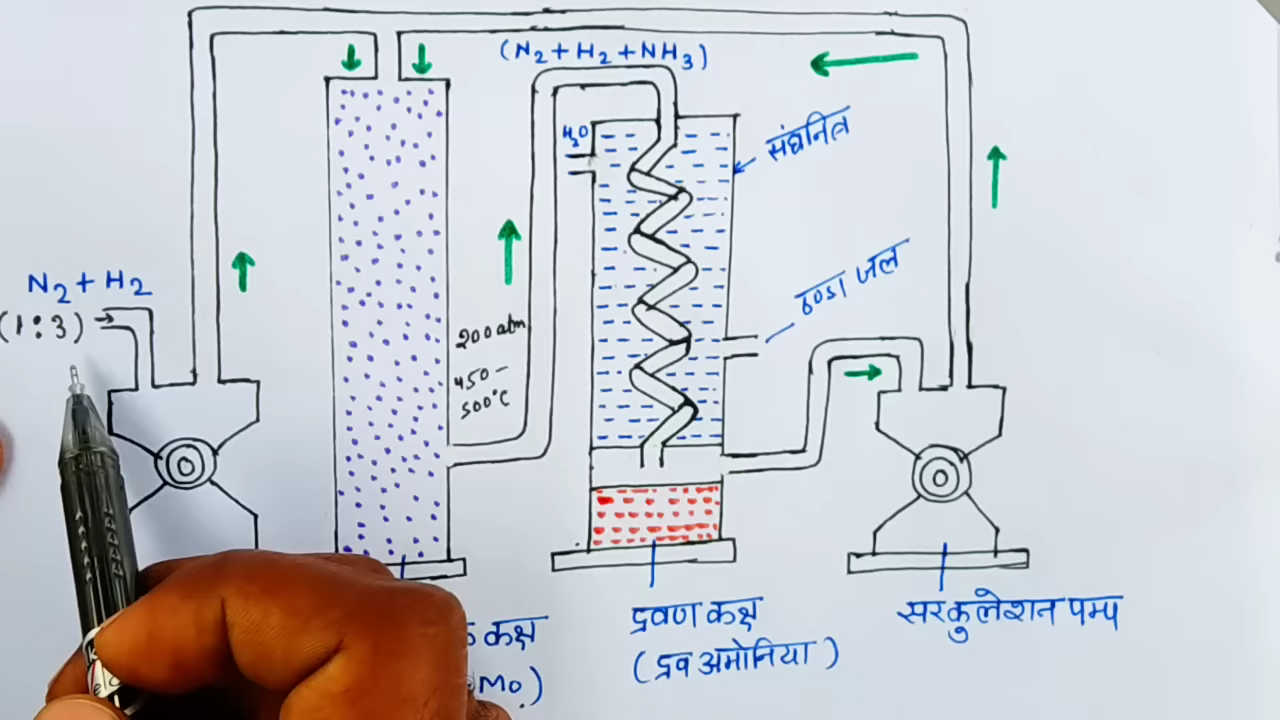 (N₂ + H₂ + NH₃)
H₂O
संघनित्र
ठण्डा जल
N₂ + H₂
(1:3)
200 atm
450-
500°C
कक्ष
Mo.)
द्रवण कक्ष
(द्रव अमोनिया)
सरकुलेशन पम्प